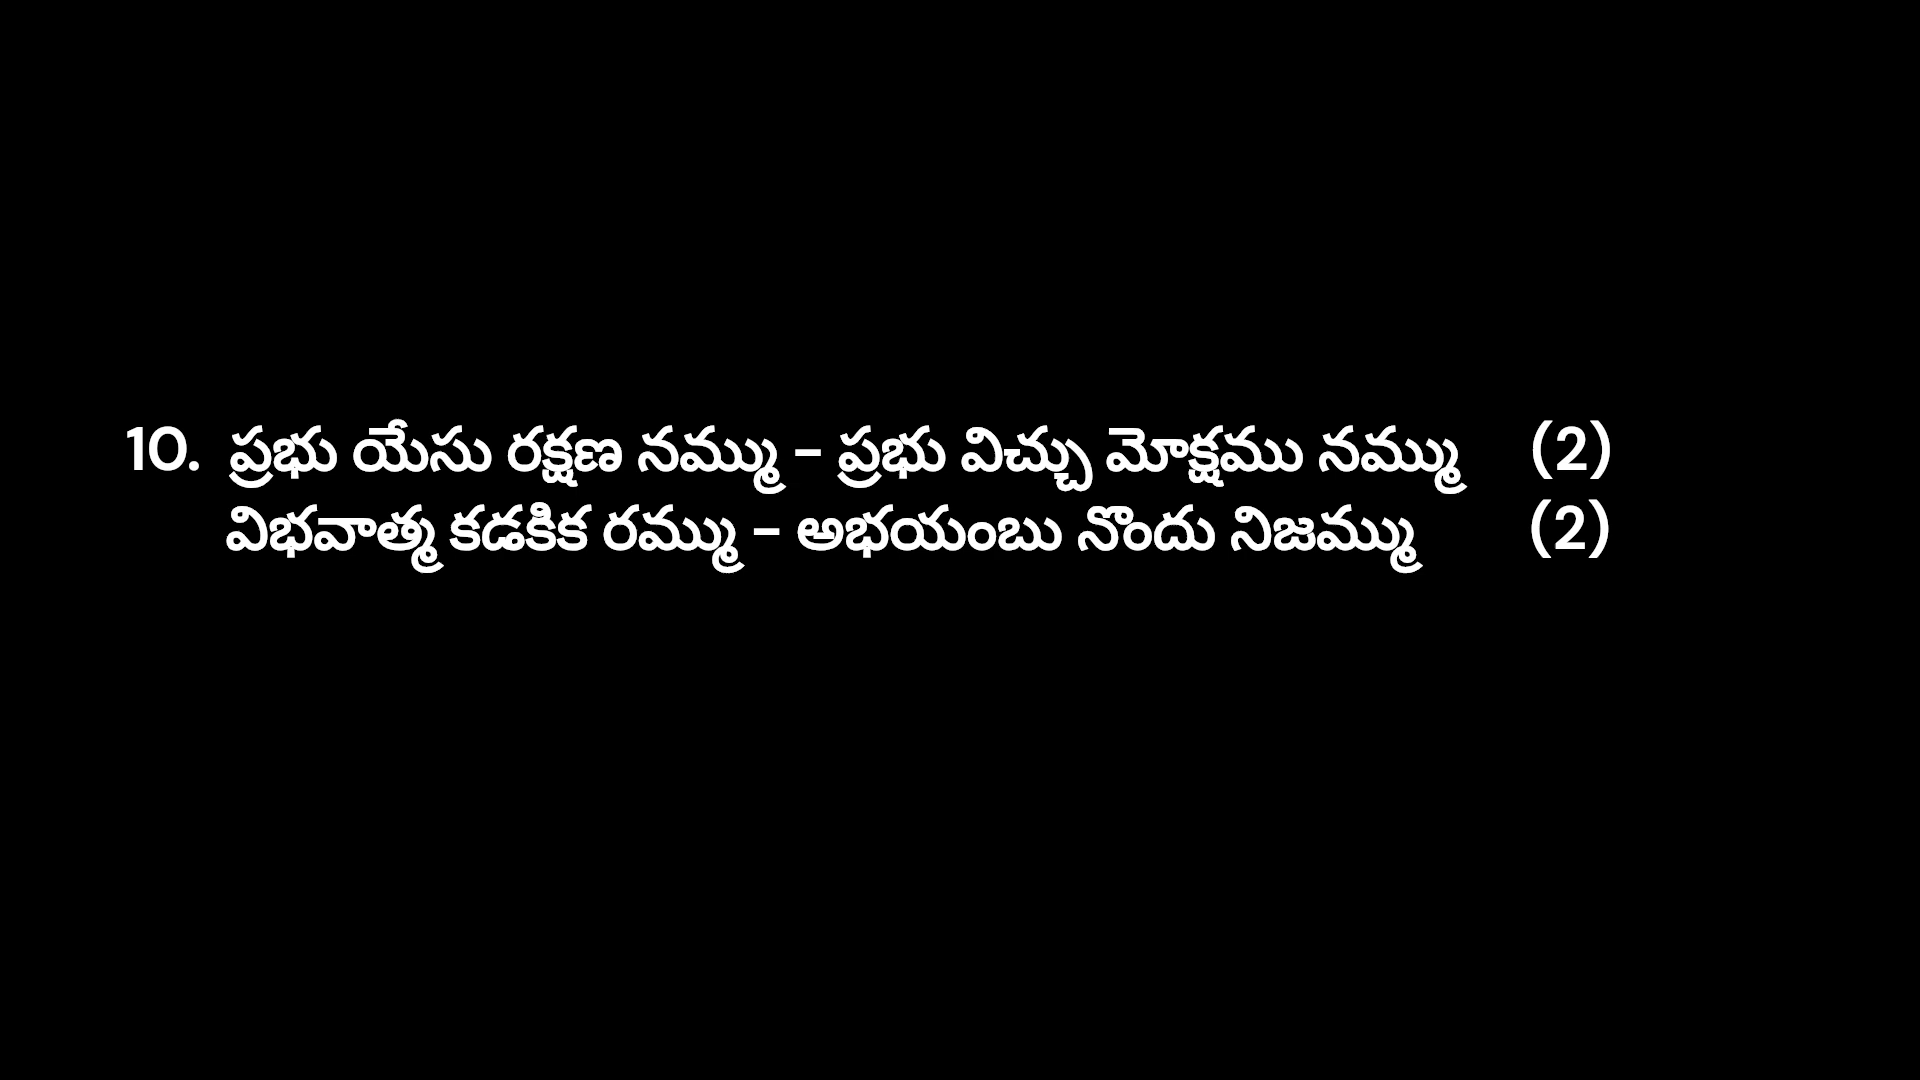 10. ప్రభు యేసు రక్షణ నమ్ము - ప్రభు విచ్చు మోక్షము నమ్ము (2)
విభవాత్మ కడకిక రమ్ము - అభయంబు నొందు నిజమ్ము (2)